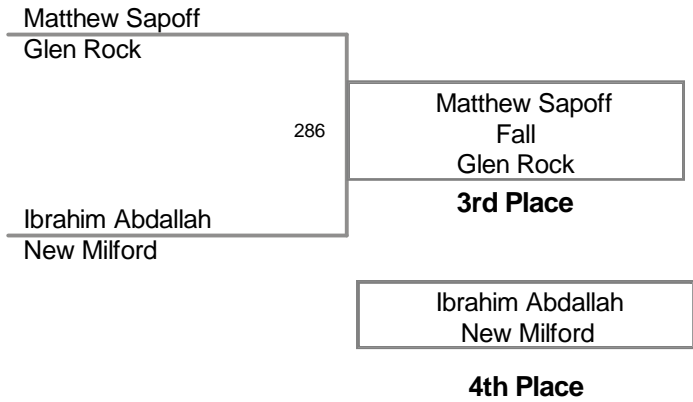 Matthew Sapoff
Glen Rock
286
Matthew Sapoff
Fall
Glen Rock
3rd Place
Ibrahim Abdallah
New Milford
Ibrahim Abdallah
New Milford
4th Place